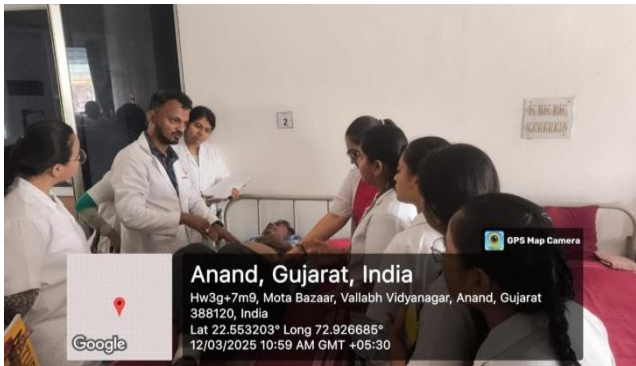 2
GPS Map Camera
Anand, Gujarat, India
Hw3g+7m9, Mota Bazaar, Vallabh Vidyanagar, Anand, Gujarat
388120, India
Lat 22.553203° Long 72.926685°
12/03/2025 10:59 AM GMT +05:30
Google